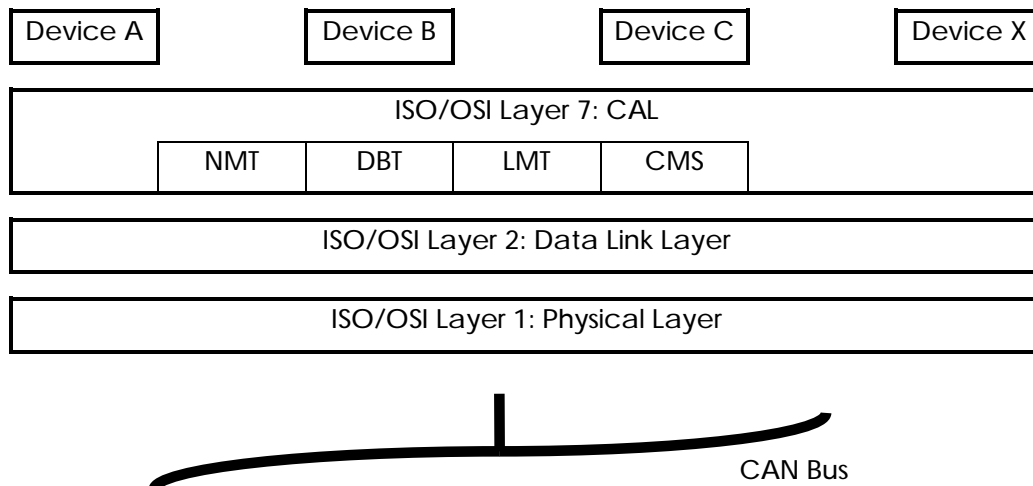 Device A Device B Device C Device X
ISO/OSI Layer 7: CAL
NMT DBT LMT CMS
ISO/OSI Layer 2: Data Link Layer
ISO/OSI Layer 1: Physical Layer
CAN Bus